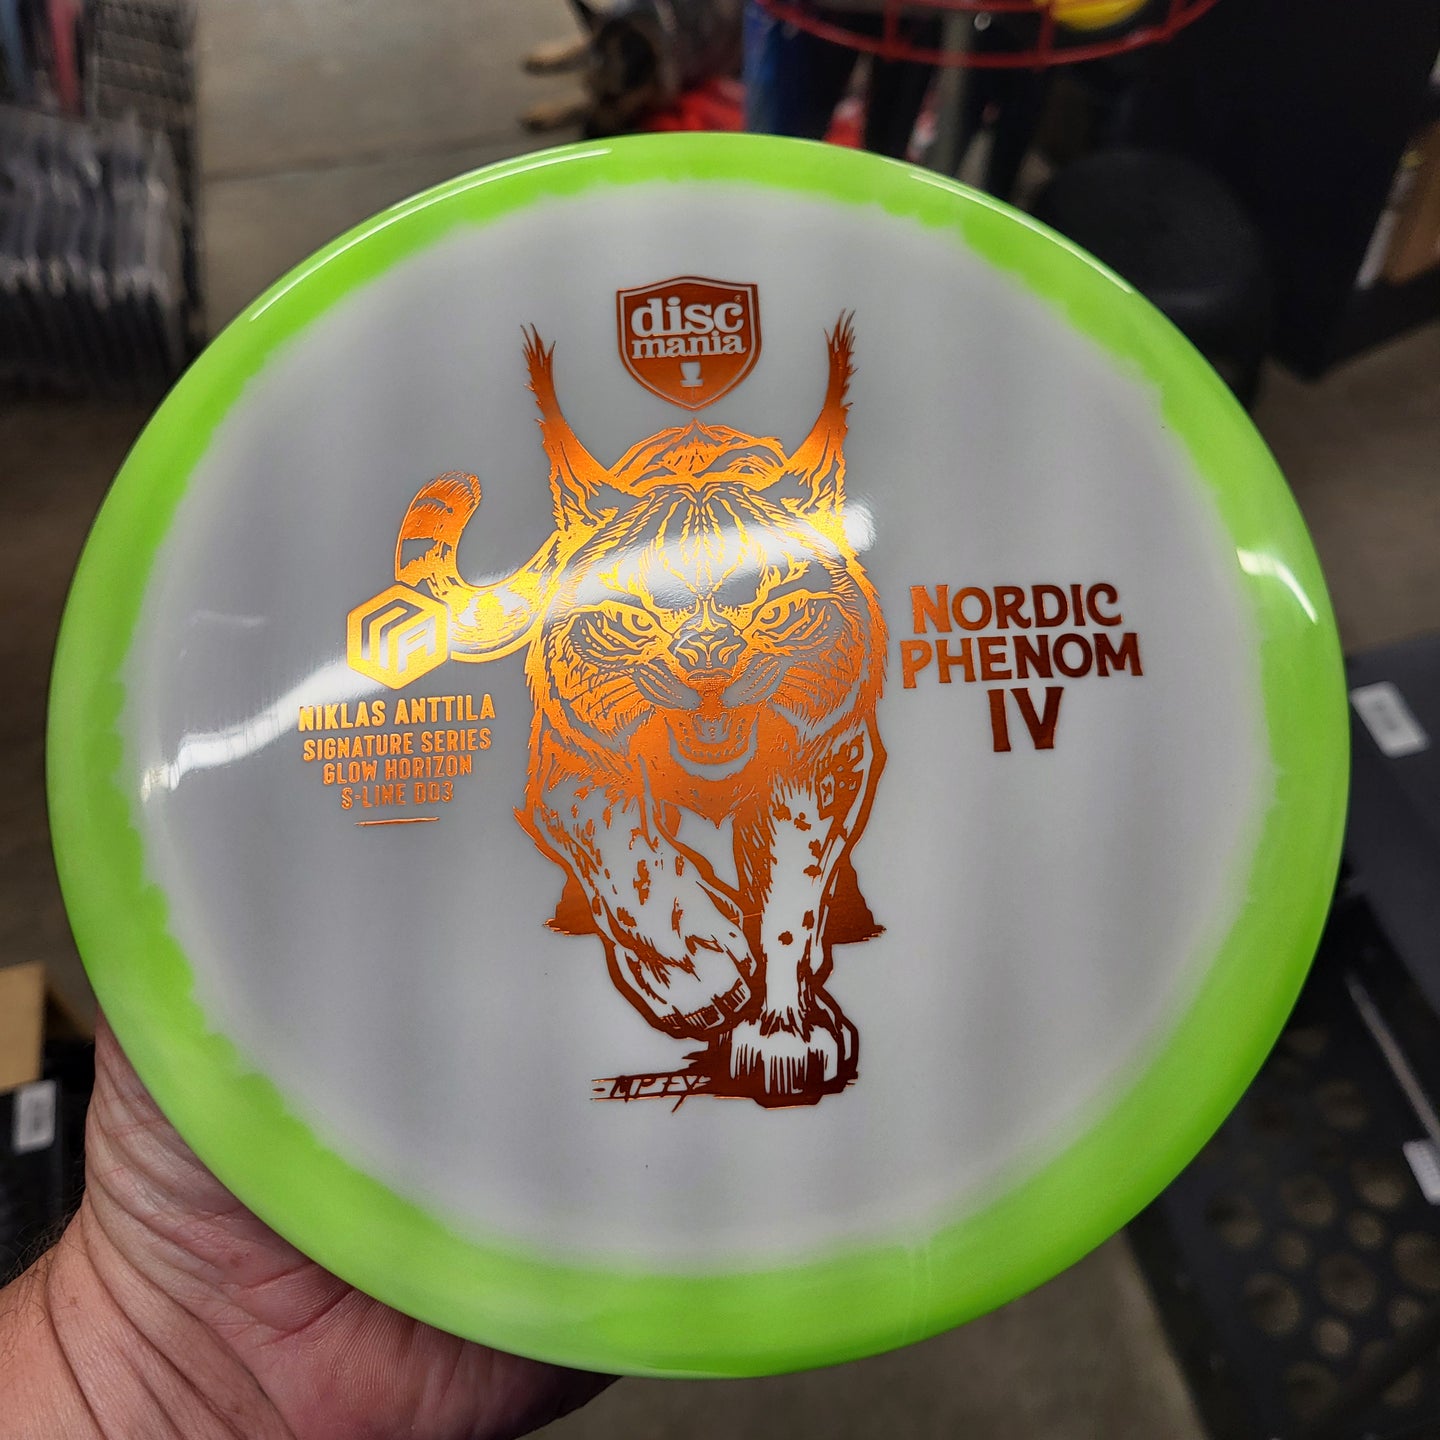 disc
mania
NIKLAS ANTTILA
SIGNATURE SERIES
GLOW HORIZON
S-LINE DD3
NORDIC
PHENOM
IV